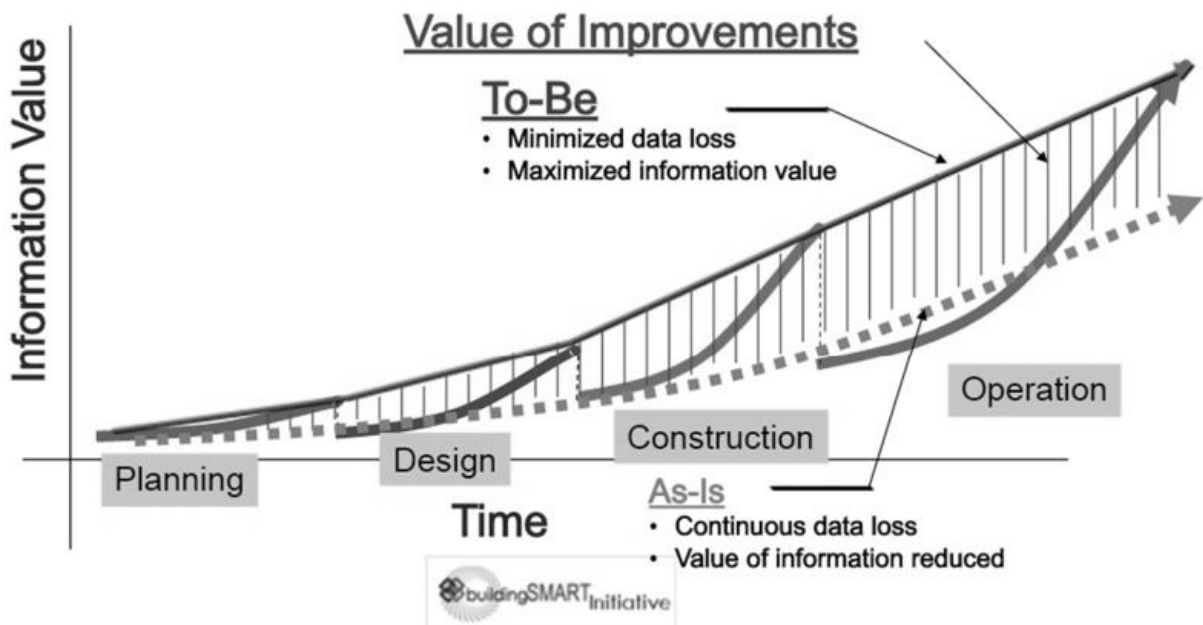 Value of Improvements
To-Be
• Minimized data loss
• Maximized information value
Information Value
Planning
Design
Construction
Operation
Time
As-Is
• Continuous data loss
• Value of information reduced
buildingSMART Initiative